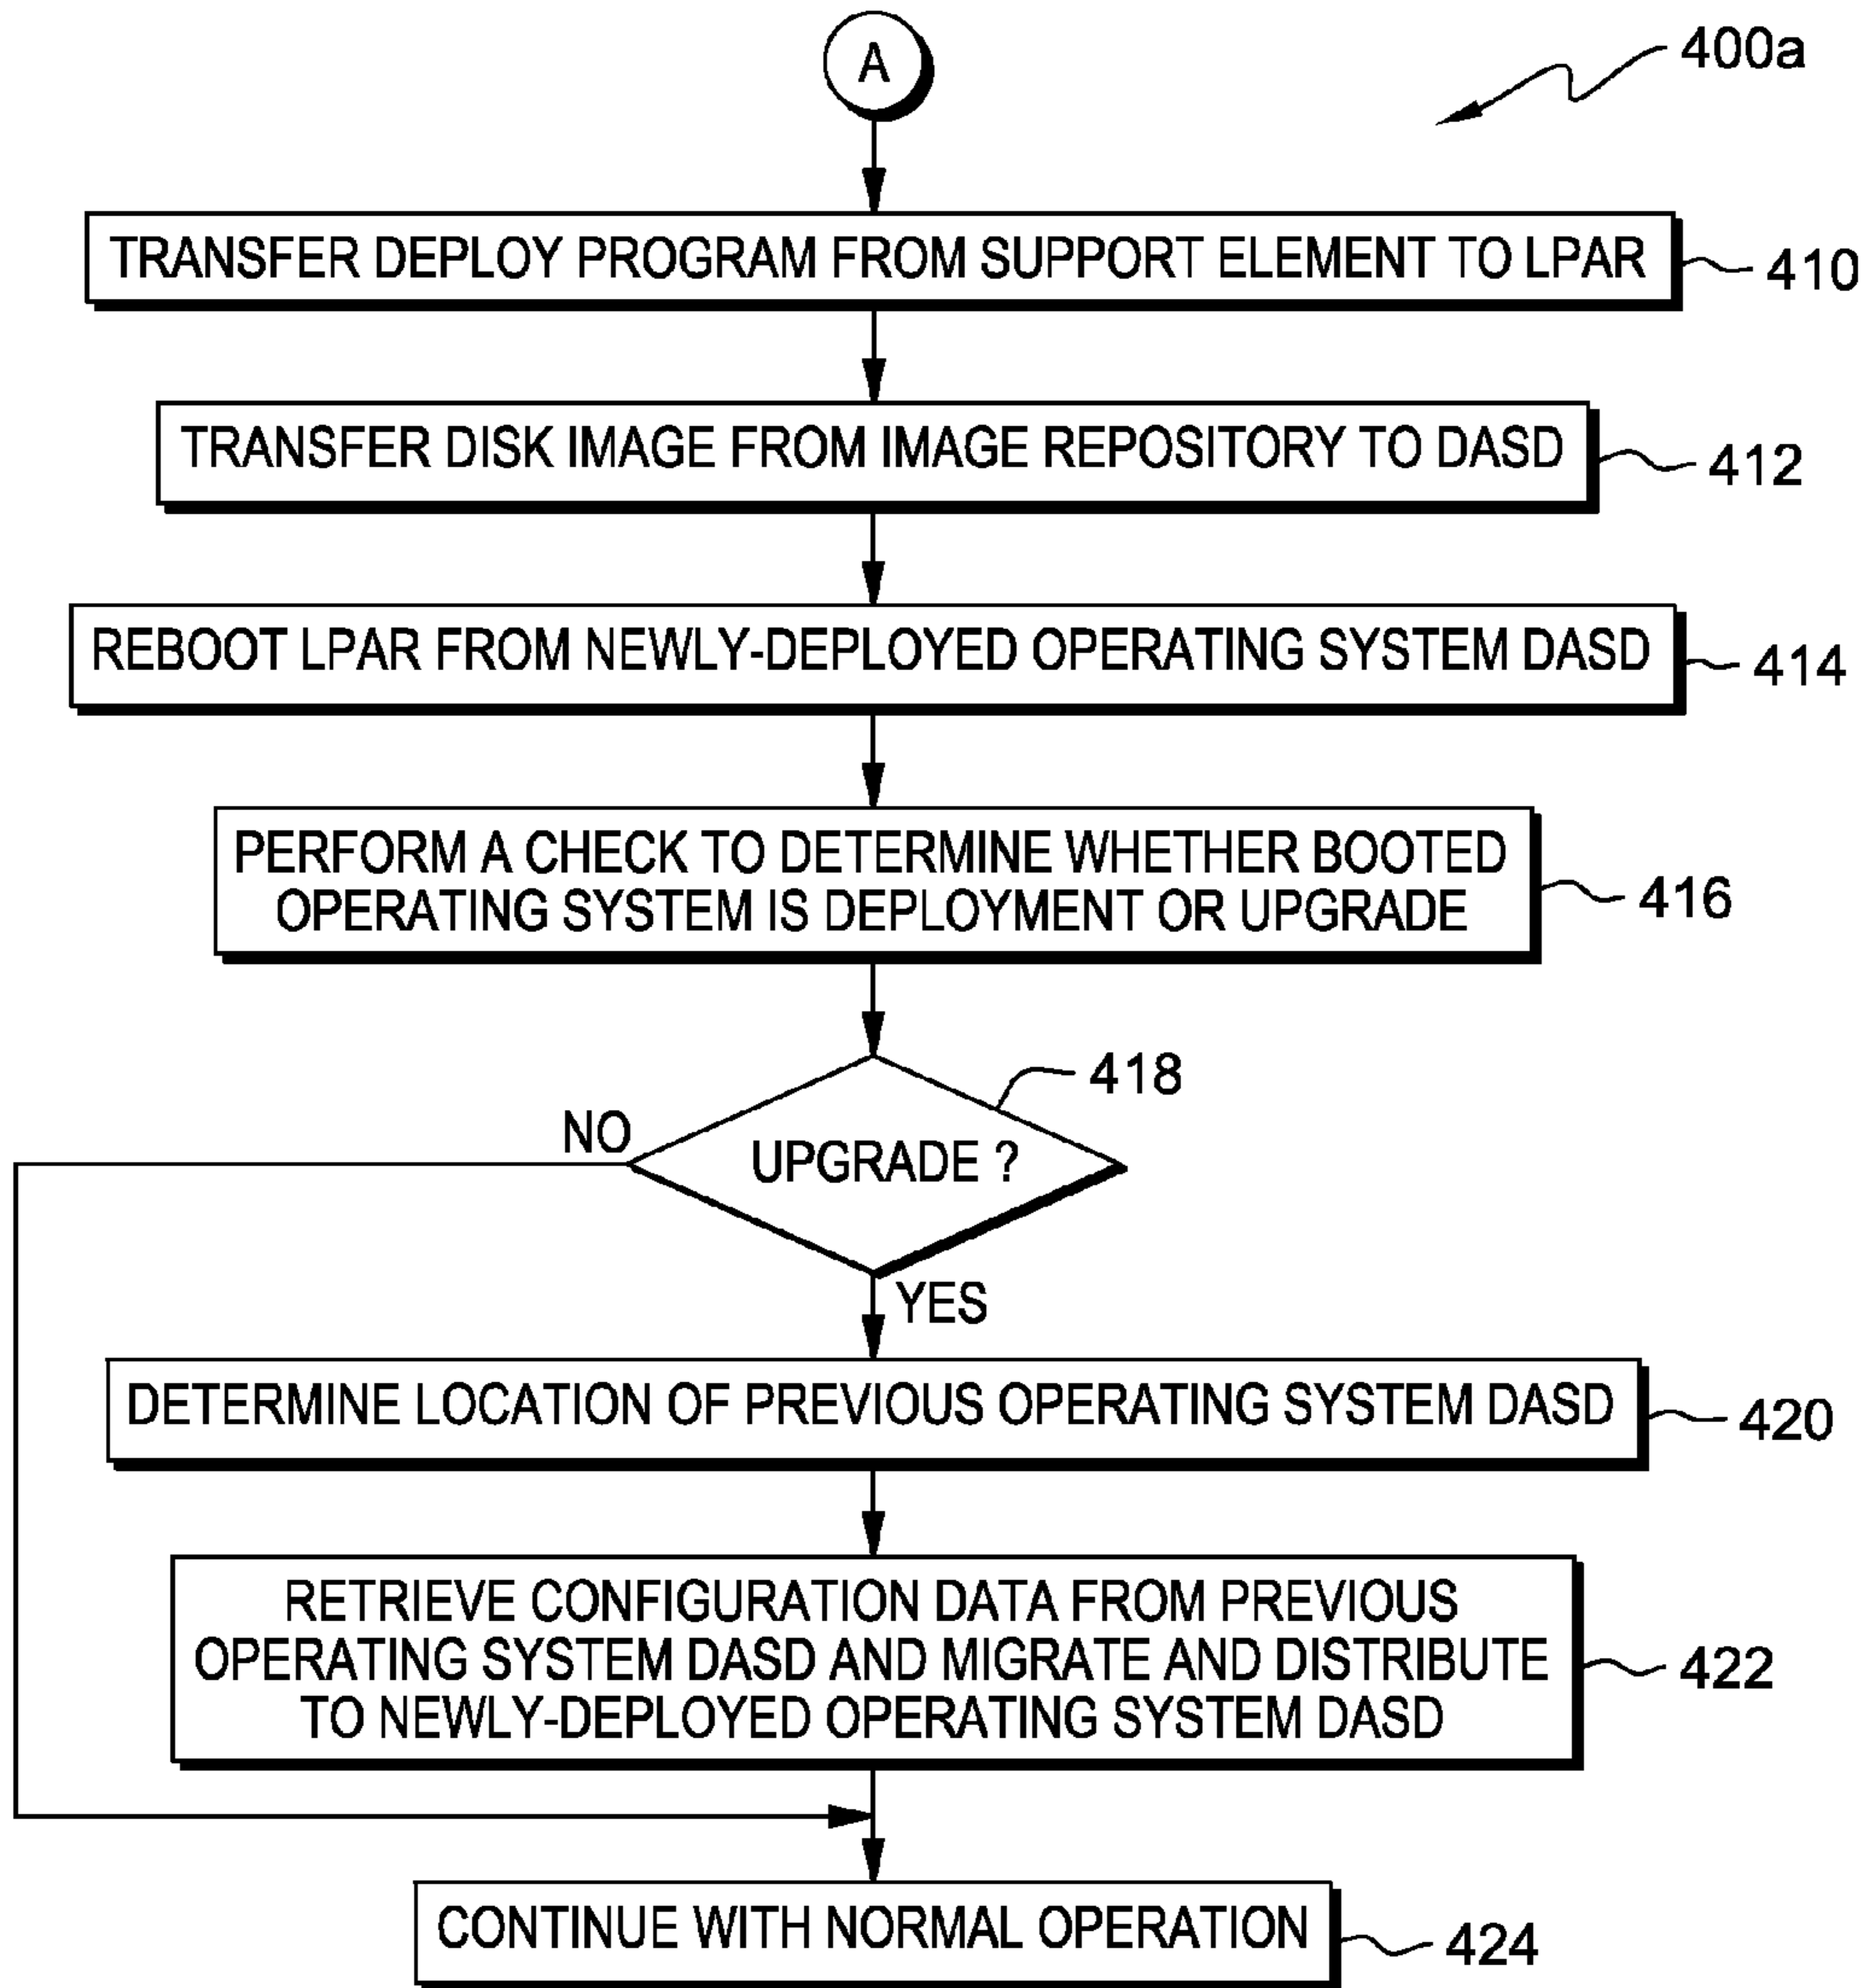 A
400a
TRANSFER DEPLOY PROGRAM FROM SUPPORT ELEMENT TO LPAR
410
TRANSFER DISK IMAGE FROM IMAGE REPOSITORY TO DASD
412
REBOOT LPAR FROM NEWLY-DEPLOYED OPERATING SYSTEM DASD
414
PERFORM A CHECK TO DETERMINE WHETHER BOOTED
OPERATING SYSTEM IS DEPLOYMENT OR UPGRADE
416
418
NO
UPGRADE ?
YES
DETERMINE LOCATION OF PREVIOUS OPERATING SYSTEM DASD
420
RETRIEVE CONFIGURATION DATA FROM PREVIOUS
OPERATING SYSTEM DASD AND MIGRATE AND DISTRIBUTE
TO NEWLY-DEPLOYED OPERATING SYSTEM DASD
422
CONTINUE WITH NORMAL OPERATION
424